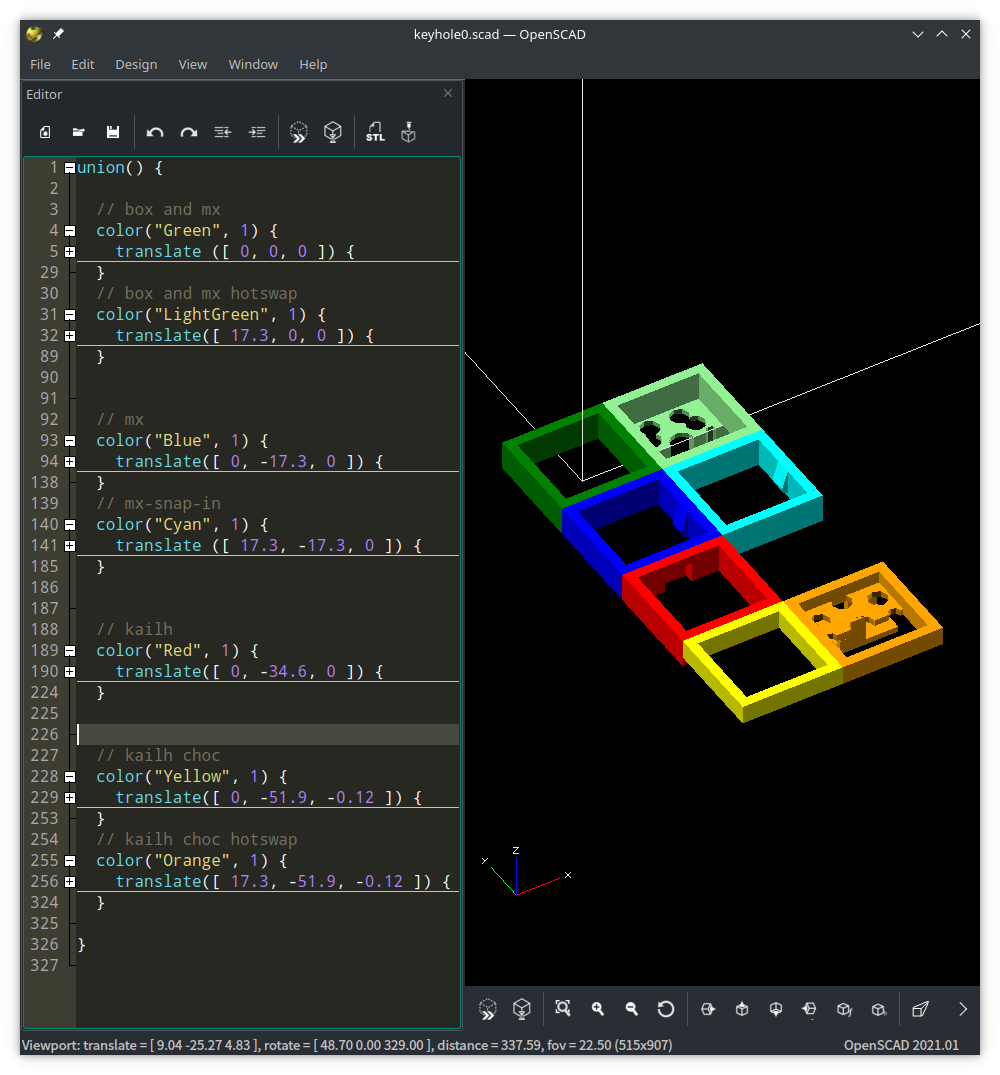 keyhole0.scad — OpenSCAD
File Edit Design View Window Help
Editor
STL
1 union() {
2
3 // box and mx
4 color("Green", 1) {
5 translate ([ 0, 0, 0 ]) {
29 }
30 // box and mx hotswap
31 color("LightGreen", 1) {
32 translate([ 17.3, 0, 0 ]) {
89 }
90
91
92 // mx
93 color("Blue", 1) {
94 translate([ 0, -17.3, 0 ]) {
138 }
139 // mx-snap-in
140 color("Cyan", 1) {
141 translate ([ 17.3, -17.3, 0 ]) {
185 }
186
187
188 // kailh
189 color("Red", 1) {
190 translate([ 0, -34.6, 0 ]) {
224 }
225
226
227 // kailh choc
228 color("Yellow", 1) {
229 translate([ 0, -51.9, -0.12 ]) {
253 }
254 // kailh choc hotswap
255 color("Orange", 1) {
256 translate([ 17.3, -51.9, -0.12 ]) {
324 }
325
326 }
327
z
y
x
Viewport: translate = [ 9.04 -25.27 4.83 ], rotate = [ 48.70 0.00 329.00 ], distance = 337.59, fov = 22.50 (515x907) OpenSCAD 2021.01